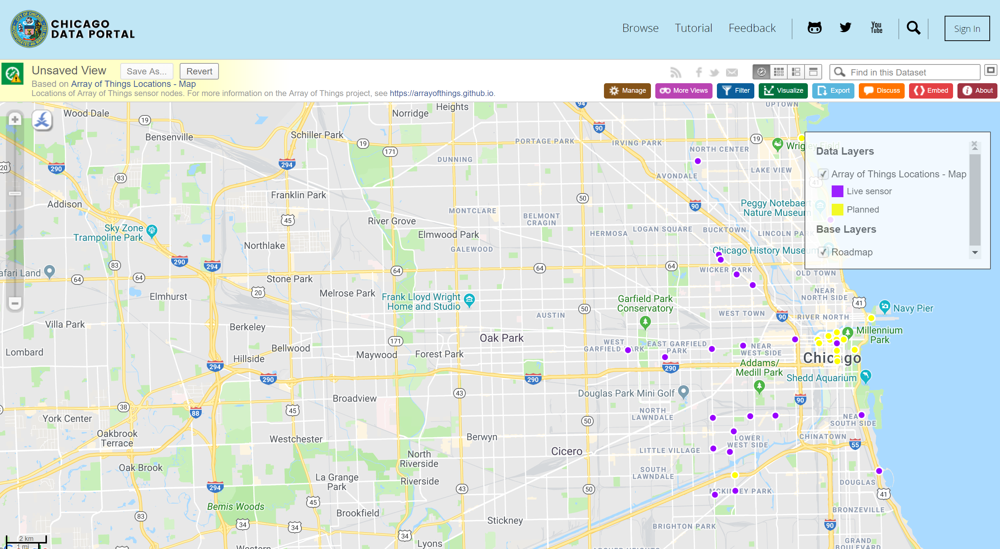 CHICAGO
DATA PORTAL
Browse
Tutorial
Feedback
You
Tube
Sign In
Unsaved View
Save As...
Revert
Based on Array of Things Locations - Map
Locations of Array of Things sensor nodes. For more information on the Array of Things project, see https://arrayofthings.github.io.
Find in this Dataset
Manage
More Views
Filter
Visualize
Export
Discuss
Embed
About
Data Layers
Array of Things Locations - Map
Live sensor
Planned
Base Layers
Roadmap
Wood Dale
19
Norridge
Heights
94
UPTOWN
90
Bensenville
Schiller Park
19
171
PORTAGE PARK
IRVING PARK
19
NORTH CENTER
Wrigley Field
20
290
294
DUNNING
83
AVONDALE
LAKE VIEW
41
Franklin Park
50
Addison
MONTCLARE
BELMONT
CRAGIN
90
Peggy Notebaert
Nature Museum
45
River Grove
Sky Zone
Trampoline Park
Elmwood Park
HERMOSA
LOGAN SQUARE
BUCKTOWN
LINCOLN PARK
Northlake
GALEWOOD
Chicago History Museum
290
294
83
64
64
64
64
64
WICKER PARK
OLD TOWN
afari Land
Stone Park
20
Melrose Park
Elmhurst
Frank Lloyd Wright
Home and Studio
Garfield Park
Conservatory
NEAR
NORTH SIDE
41
Navy Pier
50
AUSTIN
WEST TOWN
90
RIVER NORTH
Villa Park
Berkeley
Millennium
Park
Oak Park
171
Bellwood
WEST
GARFIELD PARK
EAST GARFIELD
PARK
NEAR
WEST SIDE
Lombard
Hillside
Maywood
Forest Park
Chicago
294
290
290
290
Addams/
Medill Park
Shedd Aquarium
Douglas Park Mini Golf
43
Broadview
90
38
88
45
NORTH
LAWNDALE
50
York Center
NEAR
SOUTH SIDE
Oakbrook
Terrace
Westchester
Berwyn
LOWER
WEST SIDE
CHINATOWN
55
Cicero
LITTLE VILLAGE
North
Riverside
Oak Brook
SOUTH
LAWNDALE
La Grange
Park
Riverside
294
43
50
DOUGLAS
MCKINLEY PARK
41
45
Bemis Woods
Brookfield
Stickney
BRONZEVILLE
83
34
34
34
BRIGHTON PARK
90
Lyons
GRAND
BOULEVARD
Western
ARCHER HEIGHTS
2 km
1 mi